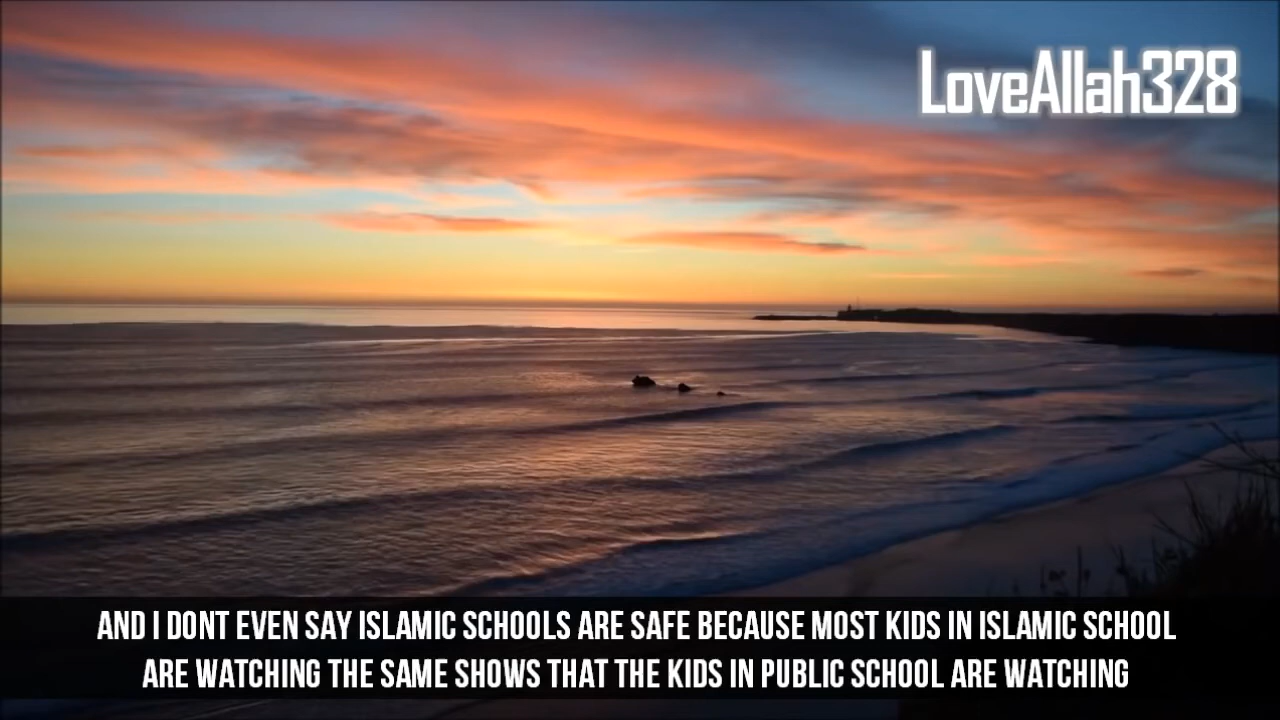 LoveAllah328
AND I DONT EVEN SAY ISLAMIC SCHOOLS ARE SAFE BECAUSE MOST KIDS IN ISLAMIC SCHOOL
ARE WATCHING THE SAME SHOWS THAT THE KIDS IN PUBLIC SCHOOL ARE WATCHING